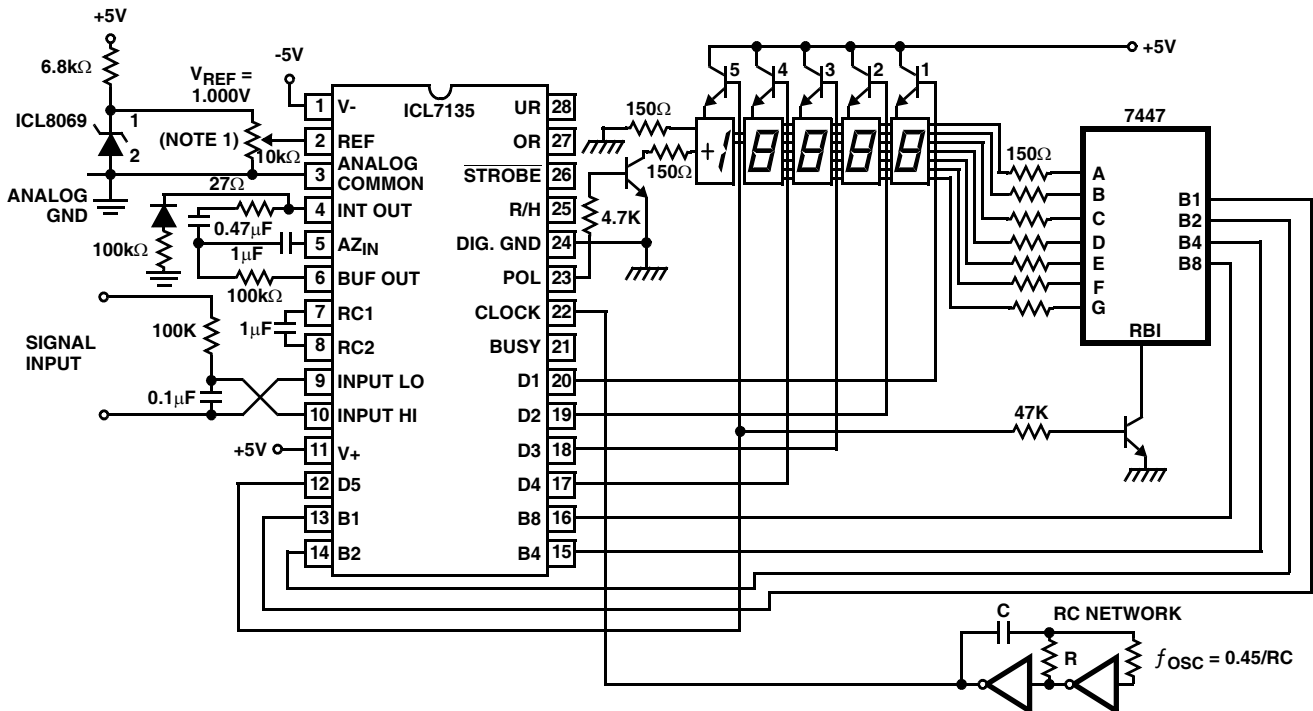 +5V
6.8kΩ
ICL8069
1
2
V_REF =
1.000V
(NOTE 1)
10kΩ
ANALOG
GND
-5V
27Ω
0.47µF
100kΩ
1µF
100kΩ
SIGNAL
INPUT
100K
0.1µF
1µF
+5V
ICL7135
1 V-
2 REF
3 ANALOG
COMMON
4 INT OUT
5 AZ_IN
6 BUF OUT
7 RC1
8 RC2
9 INPUT LO
10 INPUT HI
11 V+
12 D5
13 B1
14 B2
UR 28
OR 27
STROBE 26
R/H 25
DIG. GND 24
POL 23
CLOCK 22
BUSY 21
D1 20
D2 19
D3 18
D4 17
B8 16
B4 15
150Ω
150Ω
4.7K
5
4
3
2
1
+5V
+1
8
8
8
8
150Ω
7447
A
B
C
D
E
F
G
B1
B2
B4
B8
RBI
47K
C
RC NETWORK
R
fOSC = 0.45/RC